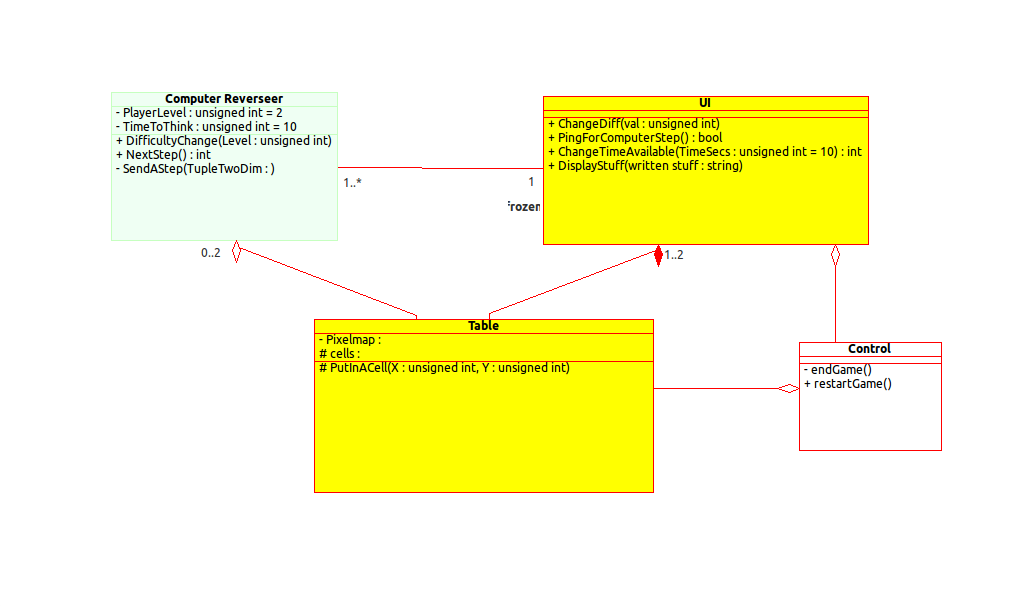 Computer Reverseer
- PlayerLevel : unsigned int = 2
- TimeToThink : unsigned int = 10
+ DifficultyChange(Level : unsigned int)
+ NextStep() : int
- SendAStep(TupleTwoDim : )
UI
+ ChangeDiff(val : unsigned int)
+ PingForComputerStep() : bool
+ ChangeTimeAvailable(TimeSecs : unsigned int = 10) : int
+ DisplayStuff(written stuff : string)
1..*
1
frozen
0..2
1..2
Table
- Pixelmap :
# cells :
# PutInACell(X : unsigned int, Y : unsigned int)
Control
- endGame()
+ restartGame()